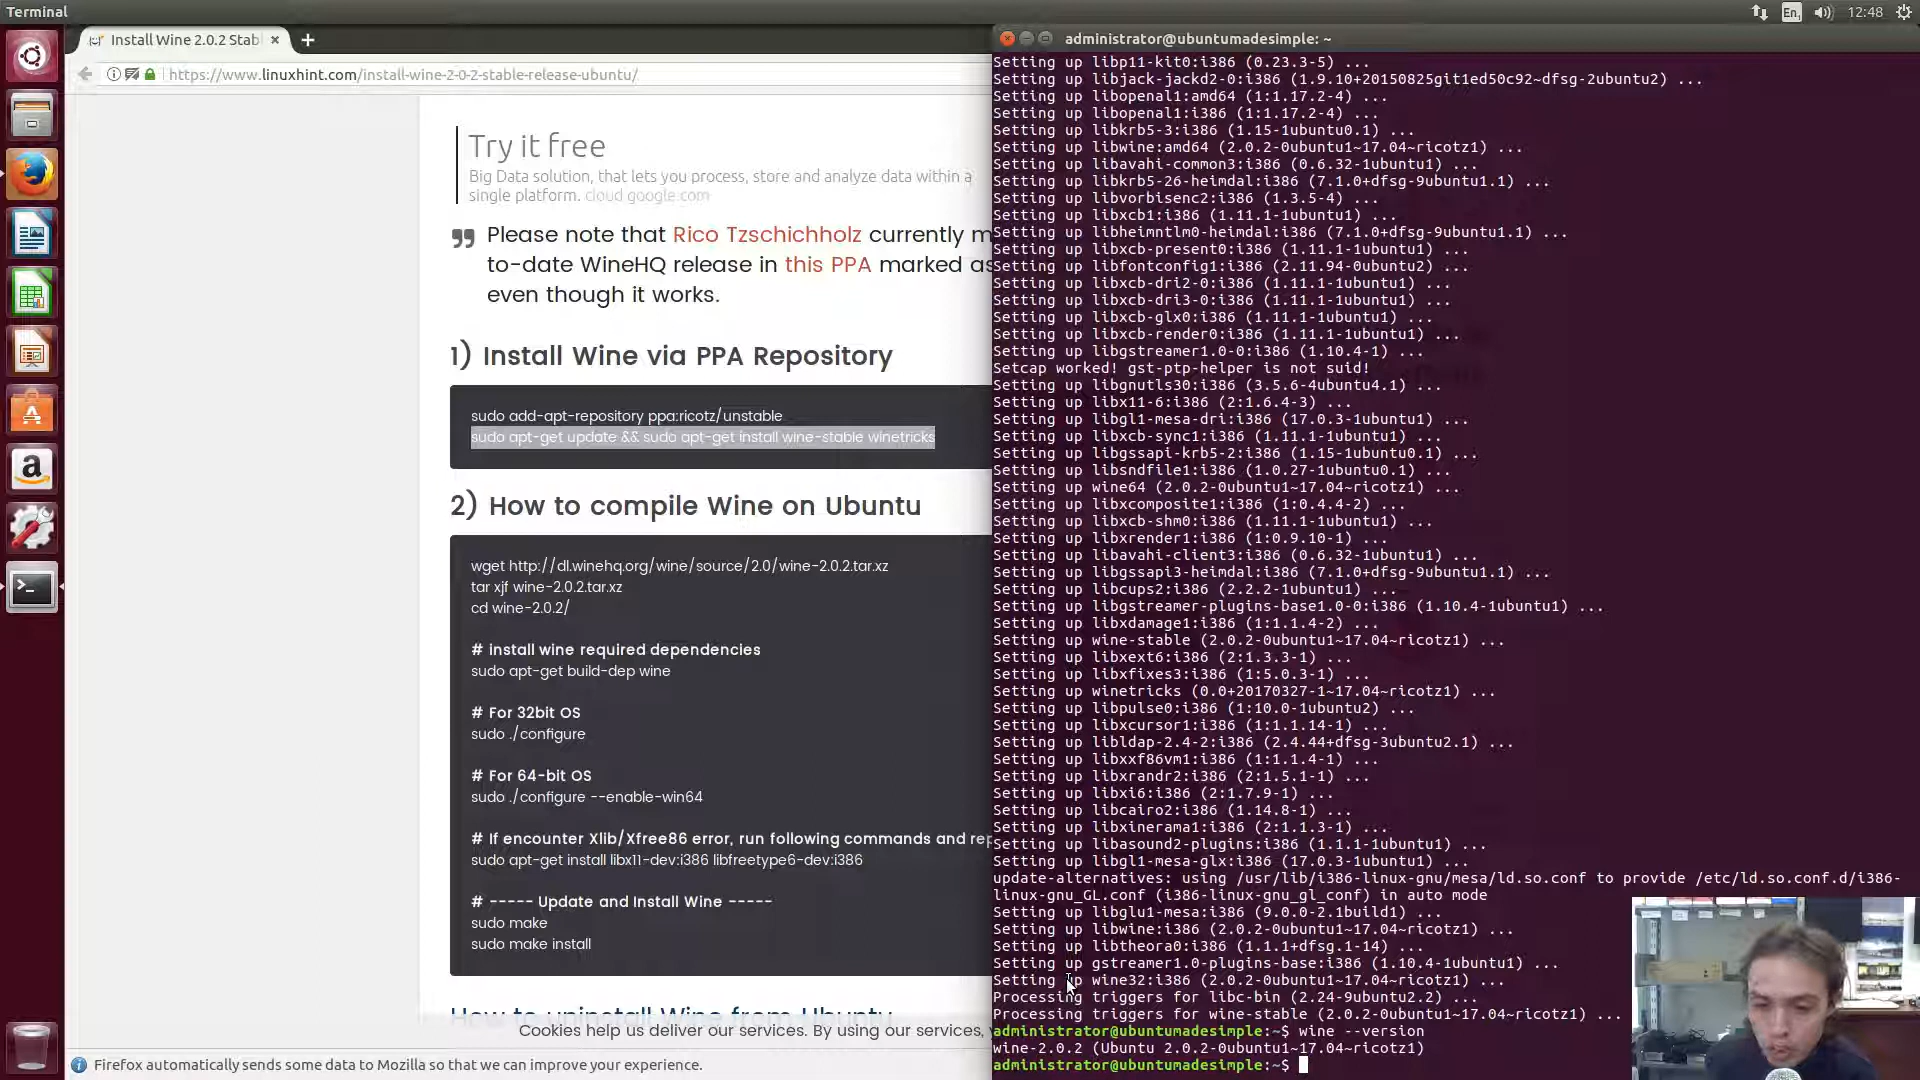 Terminal
En
12:48
Install Wine 2.0.2 Stab
https://www.linuxhint.com/install-wine-2-0-2-stable-release-ubuntu/
Try it free
Big Data solution, that lets you process, store and analyze data within a
single platform. cloud google com
Please note that Rico Tzschichholz currently m
to-date WineHQ release in this PPA marked as
even though it works.
1) Install Wine via PPA Repository
sudo add-apt-repository ppa:ricotz/unstable
sudo apt-get update && sudo apt-get install wine-stable winetricks
2) How to compile Wine on Ubuntu
wget http://dl.winehq.org/wine/source/2.0/wine-2.0.2.tar.xz
tar xjf wine-2.0.2.tar.xz
cd wine-2.0.2/
# install wine required dependencies
sudo apt-get build-dep wine
# For 32bit OS
sudo ./configure
# For 64-bit OS
sudo ./configure --enable-win64
# If encounter Xlib/Xfree86 error, run following commands and rep
sudo apt-get install libx11-dev:i386 libfreetype6-dev:i386
# ----- Update and Install Wine -----
sudo make
sudo make install
How to uninstall Wine from Ubuntu
Cookies help us deliver our services. By using our services,
Firefox automatically sends some data to Mozilla so that we can improve your experience.
administrator@ubuntumadesimple: ~
Setting up libp11-kit0:i386 (0.23.3-5) ...
Setting up libjack-jackd2-0:i386 (1.9.10+20150825git1ed50c92~dfsg-2ubuntu2) ...
Setting up libopenal1:amd64 (1:1.17.2-4) ...
Setting up libopenal1:i386 (1:1.17.2-4) ...
Setting up libkrb5-3:i386 (1.15-1ubuntu0.1) ...
Setting up libwine:amd64 (2.0.2-0ubuntu1~17.04~ricotz1) ...
Setting up libavahi-common3:i386 (0.6.32-1ubuntu1) ...
Setting up libkrb5-26-heimdal:i386 (7.1.0+dfsg-9ubuntu1.1) ...
Setting up libvorbisenc2:i386 (1.3.5-4) ...
Setting up libxcb1:i386 (1.11.1-1ubuntu1) ...
Setting up libheimntlm0-heimdal:i386 (7.1.0+dfsg-9ubuntu1.1) ...
Setting up libxcb-present0:i386 (1.11.1-1ubuntu1) ...
Setting up libfontconfig1:i386 (2.11.94-0ubuntu2) ...
Setting up libxcb-dri2-0:i386 (1.11.1-1ubuntu1) ...
Setting up libxcb-dri3-0:i386 (1.11.1-1ubuntu1) ...
Setting up libxcb-glx0:i386 (1.11.1-1ubuntu1) ...
Setting up libxcb-render0:i386 (1.11.1-1ubuntu1) ...
Setting up libgstreamer1.0-0:i386 (1.10.4-1) ...
Setcap worked! gst-ptp-helper is not suid!
Setting up libgnutls30:i386 (3.5.6-4ubuntu4.1) ...
Setting up libx11-6:i386 (2:1.6.4-3) ...
Setting up libgl1-mesa-dri:i386 (17.0.3-1ubuntu1) ...
Setting up libxcb-sync1:i386 (1.11.1-1ubuntu1) ...
Setting up libgssapi-krb5-2:i386 (1.15-1ubuntu0.1) ...
Setting up libsndfile1:i386 (1.0.27-1ubuntu0.1) ...
Setting up wine64 (2.0.2-0ubuntu1~17.04~ricotz1) ...
Setting up libxcomposite1:i386 (1:0.4.4-2) ...
Setting up libxcb-shm0:i386 (1.11.1-1ubuntu1) ...
Setting up libxrender1:i386 (1:0.9.10-1) ...
Setting up libavahi-client3:i386 (0.6.32-1ubuntu1) ...
Setting up libgssapi3-heimdal:i386 (7.1.0+dfsg-9ubuntu1.1) ...
Setting up libcups2:i386 (2.2.2-1ubuntu1) ...
Setting up libgstreamer-plugins-base1.0-0:i386 (1.10.4-1ubuntu1) ...
Setting up libxdamage1:i386 (1:1.1.4-2) ...
Setting up wine-stable (2.0.2-0ubuntu1~17.04~ricotz1) ...
Setting up libxext6:i386 (2:1.3.3-1) ...
Setting up libxfixes3:i386 (1:5.0.3-1) ...
Setting up winetricks (0.0+20170327-1~17.04~ricotz1) ...
Setting up libpulse0:i386 (1:10.0-1ubuntu2) ...
Setting up libxcursor1:i386 (1:1.1.14-1) ...
Setting up libldap-2.4-2:i386 (2.4.44+dfsg-3ubuntu2.1) ...
Setting up libxxf86vm1:i386 (1:1.1.4-1) ...
Setting up libxrandr2:i386 (2:1.5.1-1) ...
Setting up libxi6:i386 (2:1.7.9-1) ...
Setting up libcairo2:i386 (1.14.8-1) ...
Setting up libxinerama1:i386 (2:1.1.3-1) ...
Setting up libasound2-plugins:i386 (1.1.1-1ubuntu1) ...
Setting up libgl1-mesa-glx:i386 (17.0.3-1ubuntu1) ...
update-alternatives: using /usr/lib/i386-linux-gnu/mesa/ld.so.conf to provide /etc/ld.so.conf.d/i386-
linux-gnu_GL.conf (i386-linux-gnu_gl_conf) in auto mode
Setting up libglu1-mesa:i386 (9.0.0-2.1build1) ...
Setting up libwine:i386 (2.0.2-0ubuntu1~17.04~ricotz1) ...
Setting up libtheora0:i386 (1.1.1+dfsg.1-14) ...
Setting up gstreamer1.0-plugins-base:i386 (1.10.4-1ubuntu1) ...
Setting up wine32:i386 (2.0.2-0ubuntu1~17.04~ricotz1) ...
Processing triggers for libc-bin (2.24-9ubuntu2.2) ...
Processing triggers for wine-stable (2.0.2-0ubuntu1~17.04~ricotz1) ...
administrator@ubuntumadesimple:~$ wine --version
wine-2.0.2 (Ubuntu 2.0.2-0ubuntu1~17.04~ricotz1)
administrator@ubuntumadesimple:~$